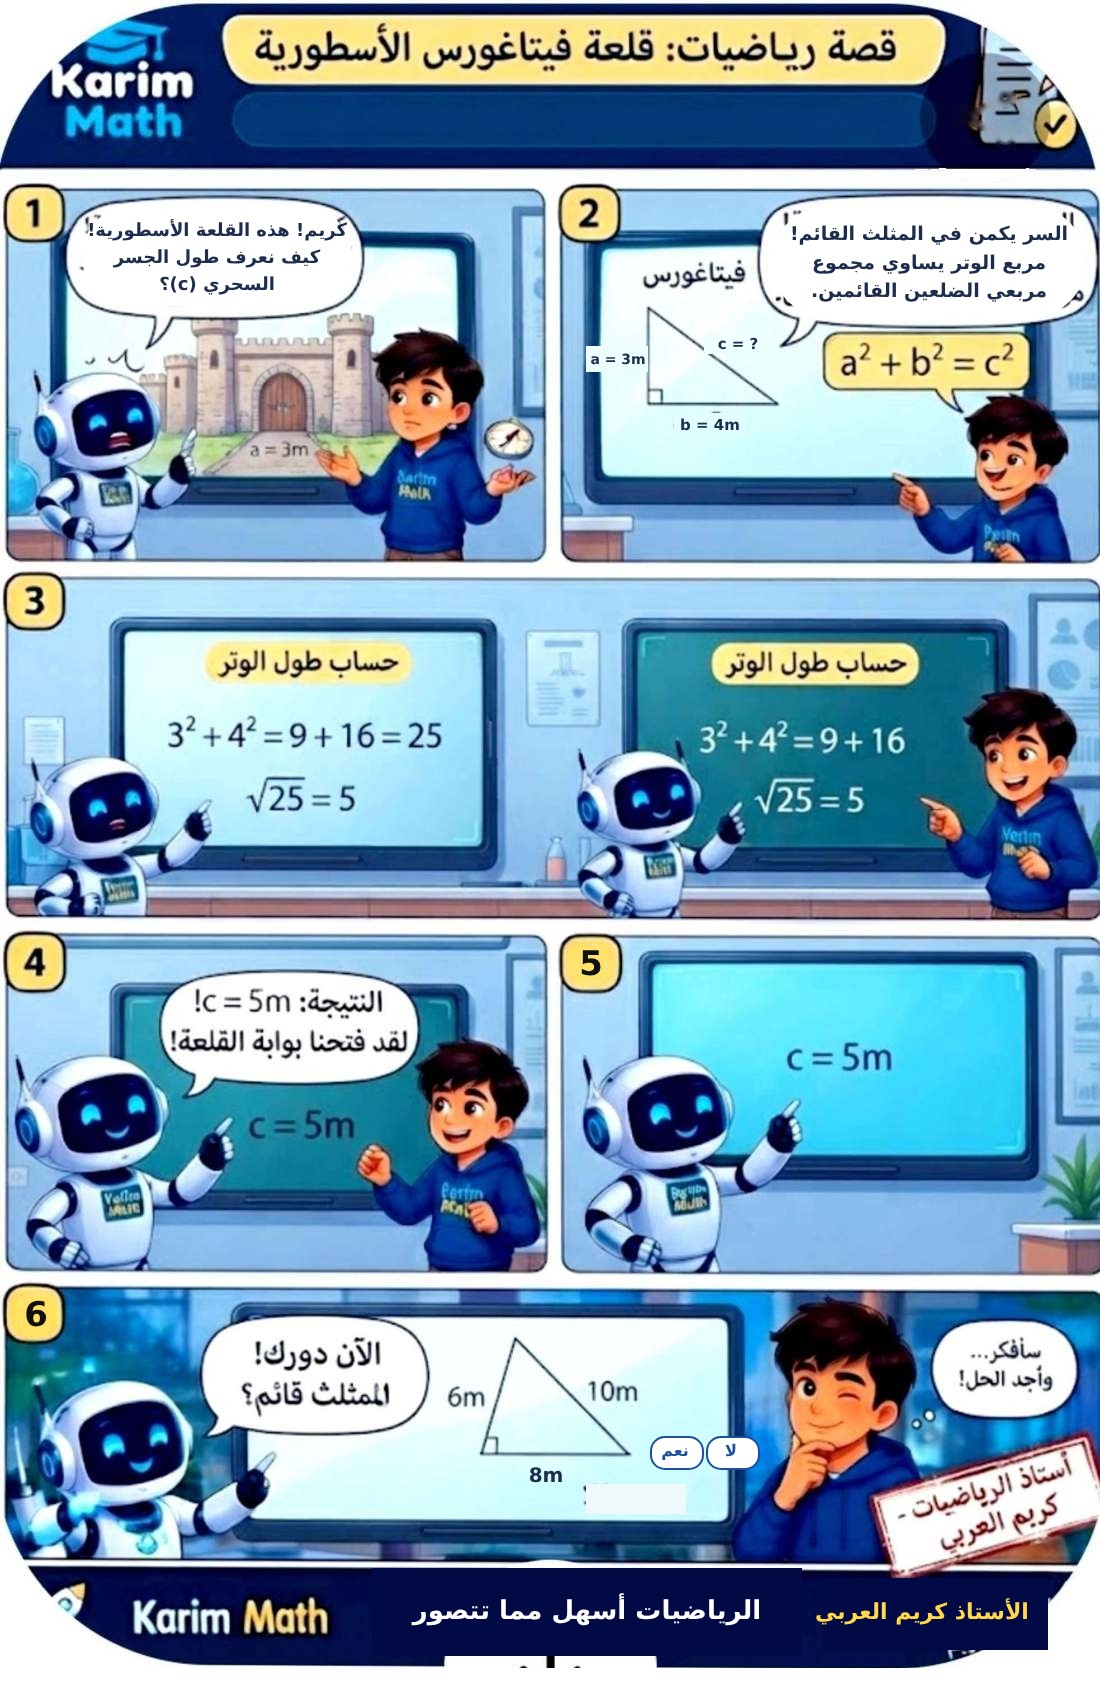 قصة رياضيات: قلعة فيتاغورس الأسطورية
Karim
Math
1
كريم! هذه القلعة الأسطورية!
كيف نعرف طول الجسر
السحري (c)؟
a = 3m
2
السر يكمن في المثلث القائم!
مربع الوتر يساوي مجموع
مربعي الضلعين القائمين.
فيتاغورس
a = 3m
c = ?
b = 4m
a² + b² = c²
3
حساب طول الوتر
3² + 4² = 9 + 16 = 25
√25 = 5
حساب طول الوتر
3² + 4² = 9 + 16
√25 = 5
4
النتيجة: c = 5m!
لقد فتحنا بوابة القلعة!
c = 5m
5
c = 5m
6
الآن دورك!
المثلث قائم؟
6m
10m
8m
نعم
لا
سأفكر...
وأجد الحل!
أستاذ الرياضيات -
كريم العربي
Karim Math
الرياضيات أسهل مما تتصور
الأستاذ كريم العربي